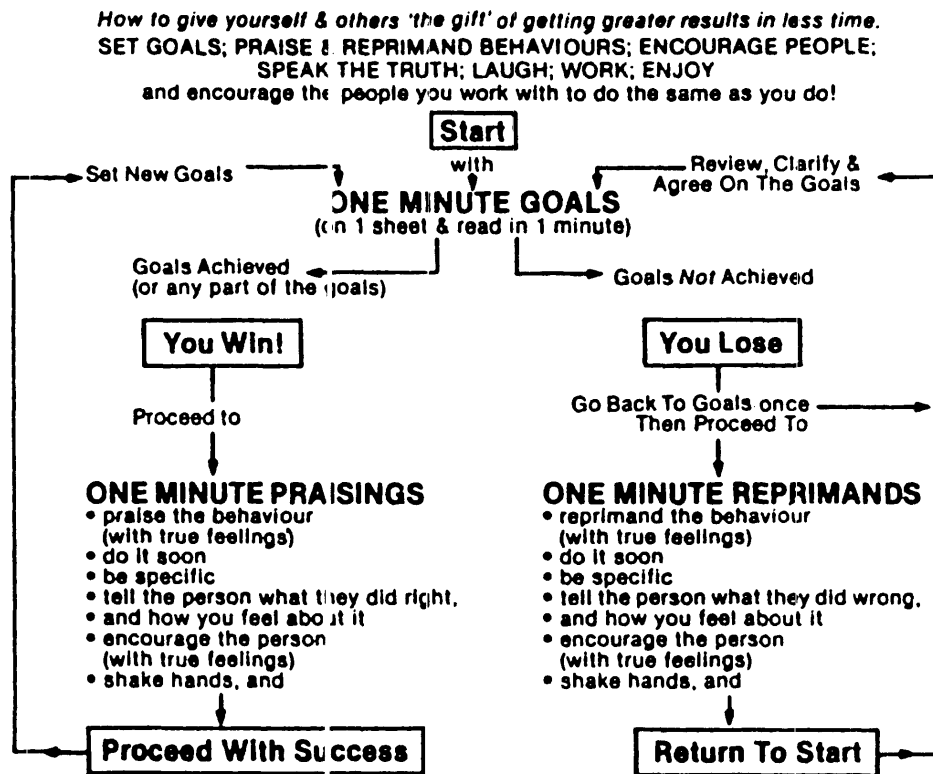 How to give yourself & others 'the gift' of getting greater results in less time.
SET GOALS; PRAISE & REPRIMAND BEHAVIOURS; ENCOURAGE PEOPLE;
SPEAK THE TRUTH; LAUGH; WORK; ENJOY
and encourage the people you work with to do the same as you do!
Start
with
Set New Goals
Review, Clarify &
Agree On The Goals
ONE MINUTE GOALS
(on 1 sheet & read in 1 minute)
Goals Achieved
(or any part of the goals)
Goals Not Achieved
You Win!
You Lose
Proceed to
Go Back To Goals once
Then Proceed To
ONE MINUTE PRAISINGS
• praise the behaviour
(with true feelings)
• do it soon
• be specific
• tell the person what they did right,
• and how you feel about it
• encourage the person
(with true feelings)
• shake hands, and
Proceed With Success
ONE MINUTE REPRIMANDS
• reprimand the behaviour
(with true feelings)
• do it soon
• be specific
• tell the person what they did wrong,
• and how you feel about it
• encourage the person
(with true feelings)
• shake hands, and
Return To Start